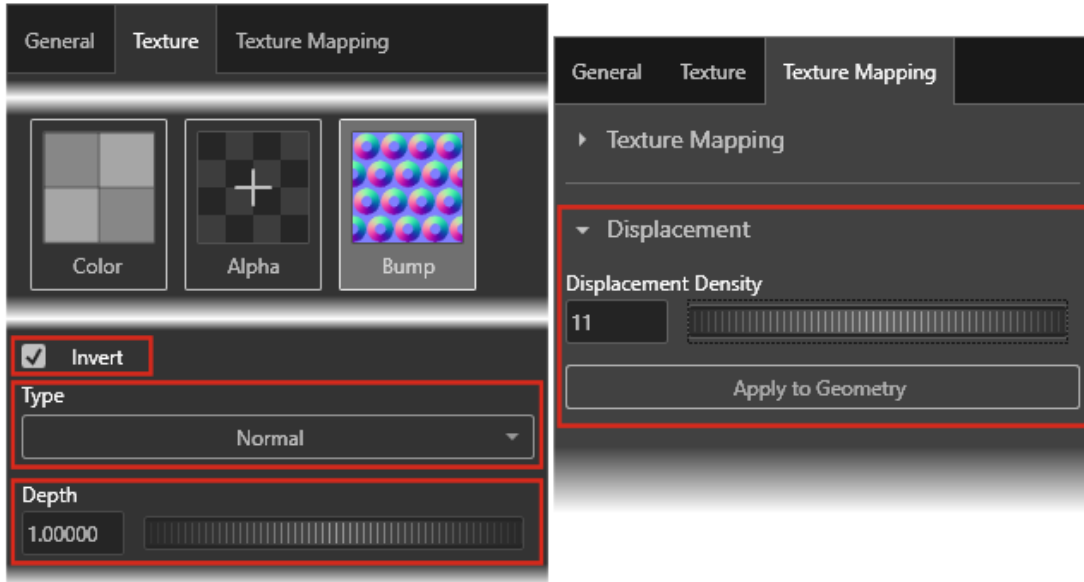 General Texture Texture Mapping
Color Alpha Bump
Invert
Type
Normal
Depth
1.00000
General Texture Texture Mapping
Texture Mapping
Displacement
Displacement Density
11
Apply to Geometry